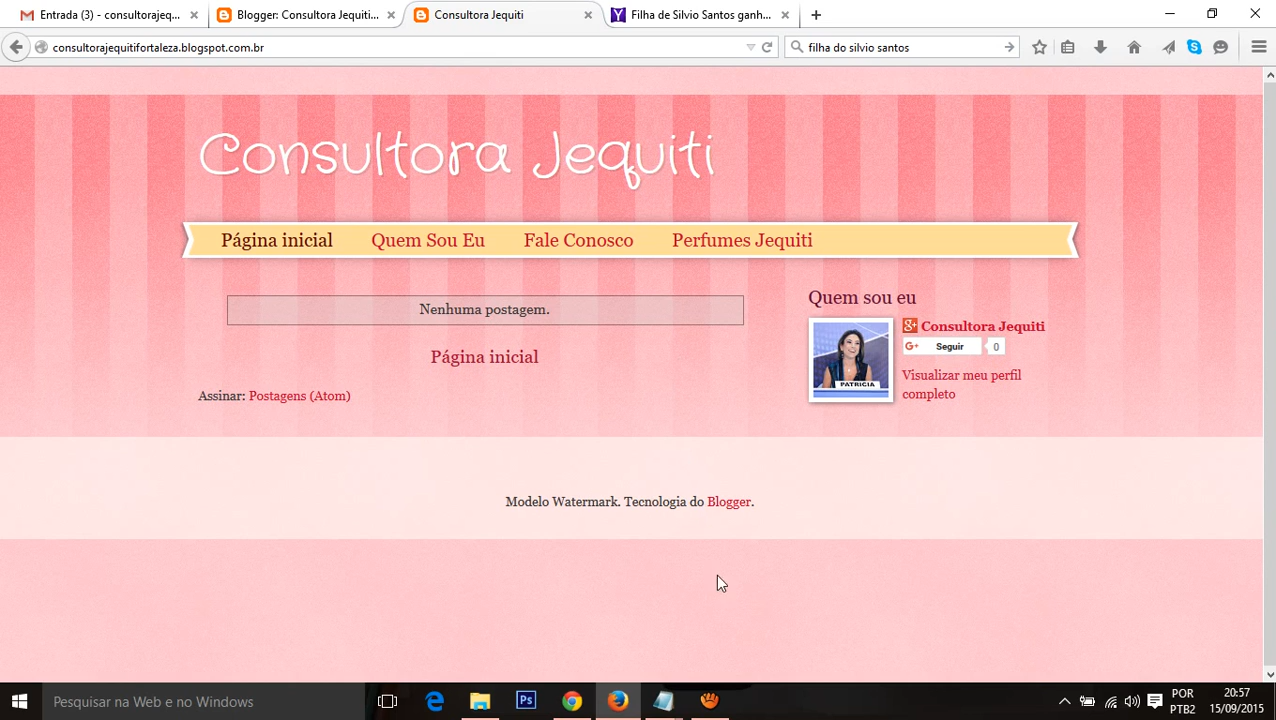 Entrada (3) - consultorajeq...
Blogger: Consultora Jequiti...
Consultora Jequiti
Filha de Silvio Santos ganh...
consultorajequitifortaleza.blogspot.com.br
filha do silvio santos
Consultora Jequiti
Página inicial
Quem Sou Eu
Fale Conosco
Perfumes Jequiti
Nenhuma postagem.
Página inicial
Assinar: Postagens (Atom)
Quem sou eu
PATRICIA
Consultora Jequiti
G+ Seguir 0
Visualizar meu perfil
completo
Modelo Watermark. Tecnologia do Blogger.
Pesquisar na Web e no Windows
Ps
POR
PTB2
20:57
15/09/2015